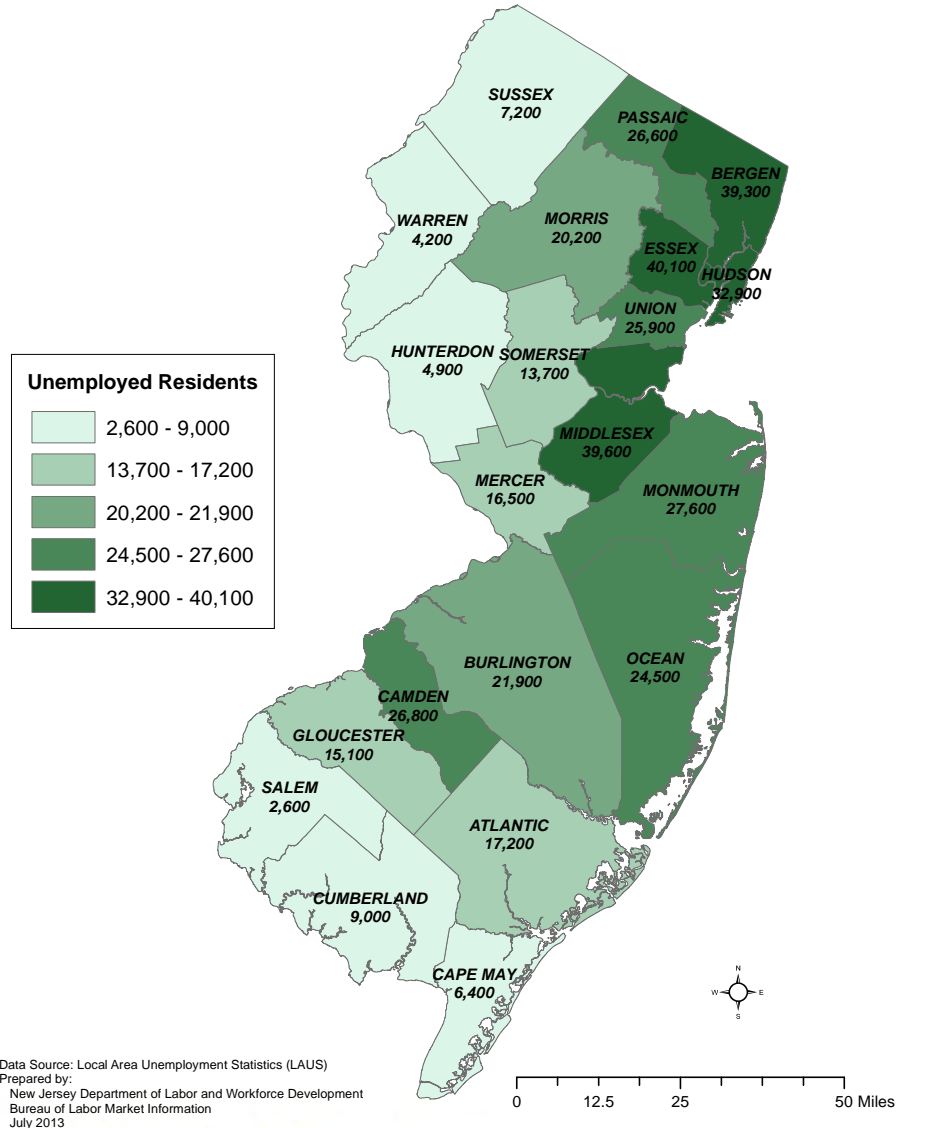 SUSSEX
7,200
PASSAIC
26,600
BERGEN
39,300
WARREN
4,200
MORRIS
20,200
ESSEX
40,100
HUDSON
32,900
UNION
25,900
HUNTERDON
4,900
SOMERSET
13,700
Unemployed Residents
2,600 - 9,000
13,700 - 17,200
20,200 - 21,900
24,500 - 27,600
32,900 - 40,100
MIDDLESEX
39,600
MERCER
16,500
MONMOUTH
27,600
BURLINGTON
21,900
OCEAN
24,500
CAMDEN
26,800
GLOUCESTER
15,100
SALEM
2,600
ATLANTIC
17,200
CUMBERLAND
9,000
CAPE MAY
6,400
N
W E
S
Data Source: Local Area Unemployment Statistics (LAUS)
Prepared by:
New Jersey Department of Labor and Workforce Development
Bureau of Labor Market Information
July 2013
0 12.5 25 50 Miles